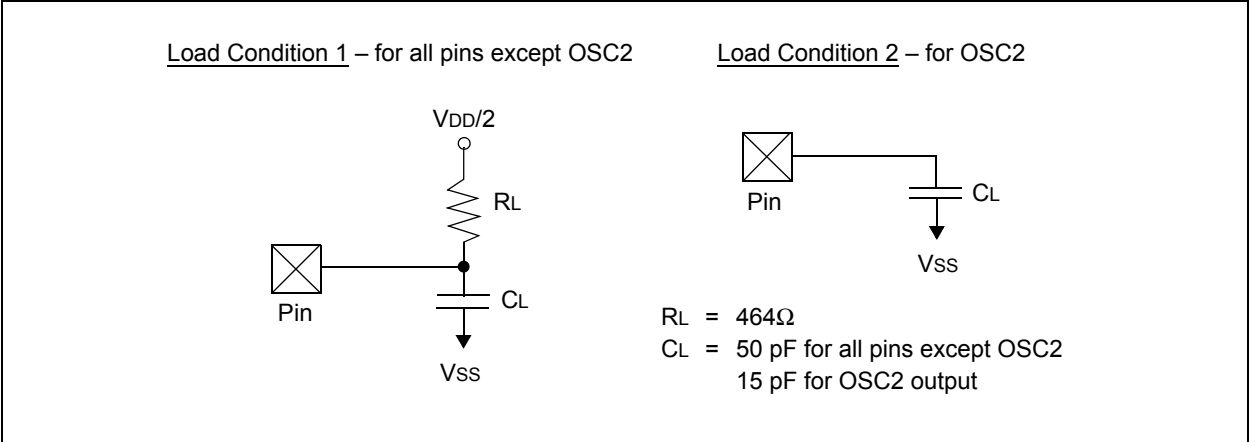 Load Condition 1 – for all pins except OSC2
VDD/2
RL
Pin
CL
VSS
Load Condition 2 – for OSC2
Pin
CL
VSS
RL = 464Ω
CL = 50 pF for all pins except OSC2
15 pF for OSC2 output